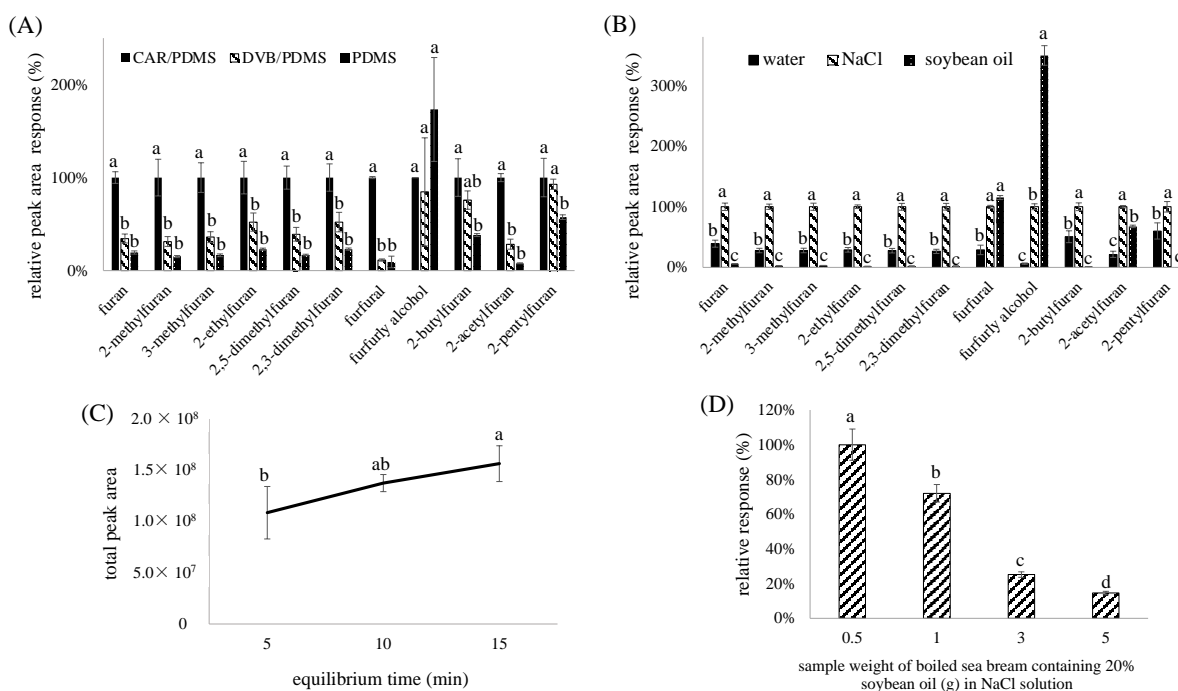 (A)
CAR/PDMS DVB/PDMS PDMS
relative peak area response (%)
200%
100%
0%
a b b
a b b
a b b
a b b
a b b
a b b
a b b
a a a
a ab b
a b b
a a a
furan
2-methylfuran
3-methylfuran
2-ethylfuran
2,5-dimethylfuran
2,3-dimethylfuran
furfural
furfurly alcohol
2-butylfuran
2-acetylfuran
2-pentylfuran
(B)
water NaCl soybean oil
relative peak area response (%)
300%
200%
100%
0%
b a c
b a c
b a c
b a c
b a c
b a c
b a a
c b a
b a c
c a b
b a c
furan
2-methylfuran
3-methylfuran
2-ethylfuran
2,5-dimethylfuran
2,3-dimethylfuran
furfural
furfurly alcohol
2-butylfuran
2-acetylfuran
2-pentylfuran
(C)
total peak area
2.0× 10⁸
1.5× 10⁸
1.0× 10⁸
5.0× 10⁷
0
b ab a
5 10 15
equilibrium time (min)
(D)
relative response (%)
120%
100%
80%
60%
40%
20%
0%
a b c d
0.5 1 3 5
sample weight of boiled sea bream containing 20%
soybean oil (g) in NaCl solution